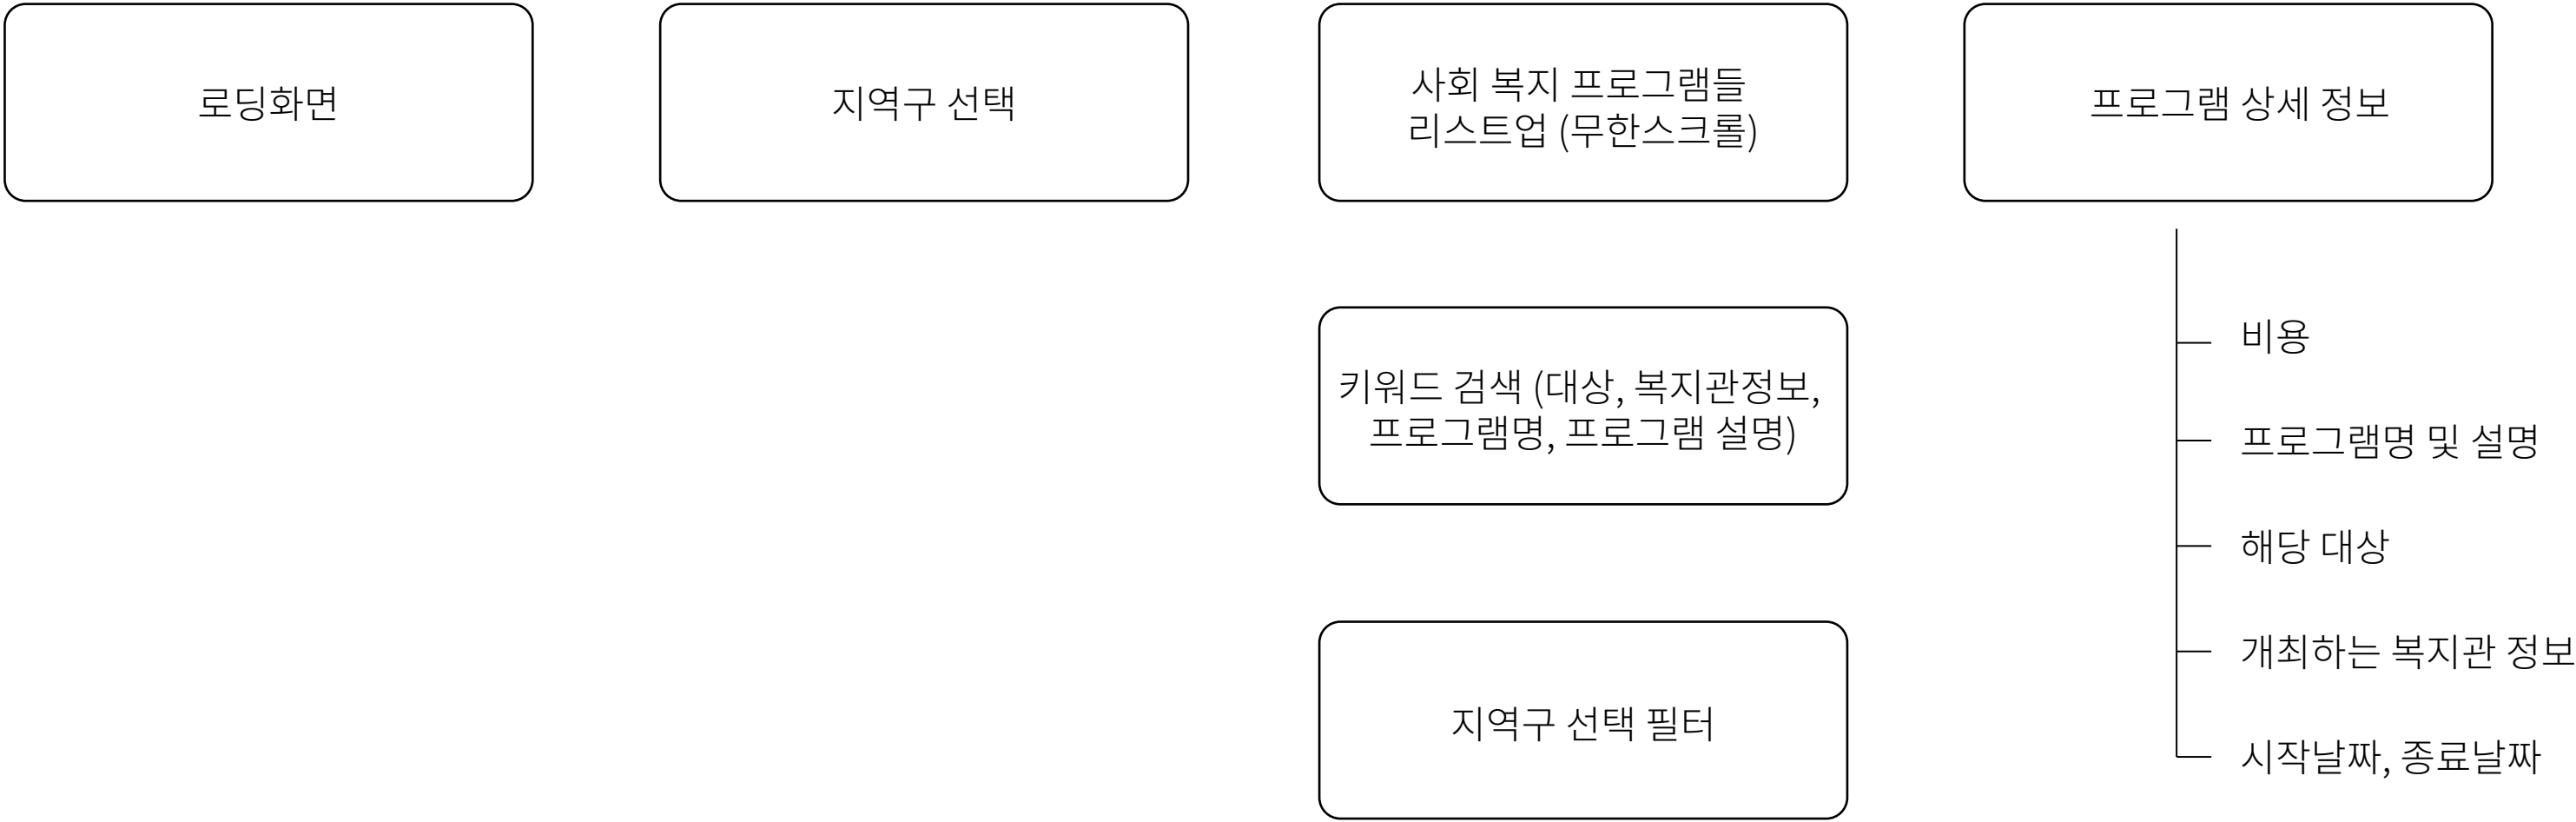 로딩화면
지역구 선택
사회 복지 프로그램들
리스트업 (무한스크롤)
프로그램 상세 정보
키워드 검색 (대상, 복지관정보,
프로그램명, 프로그램 설명)
지역구 선택 필터
비용
프로그램명 및 설명
해당 대상
개최하는 복지관 정보
시작날짜, 종료날짜